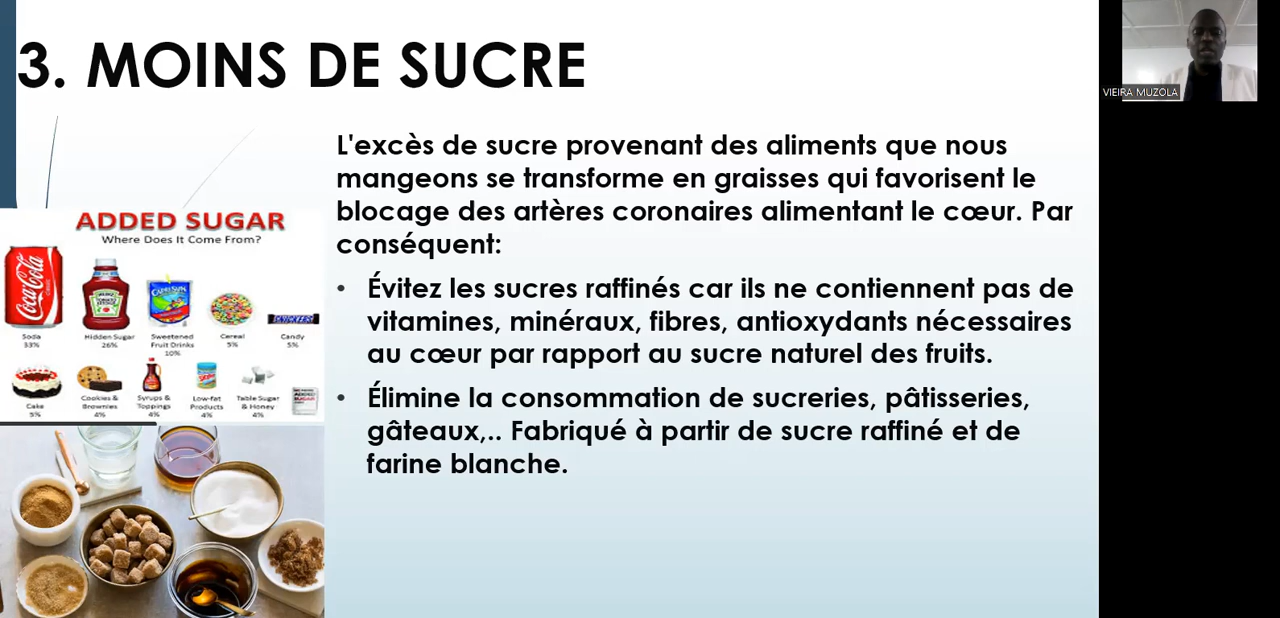 3. MOINS DE SUCRE
VIEIRA MUZOLA
L'excès de sucre provenant des aliments que nous
mangeons se transforme en graisses qui favorisent le
blocage des artères coronaires alimentant le cœur. Par
conséquent:
• Évitez les sucres raffinés car ils ne contiennent pas de
vitamines, minéraux, fibres, antioxydants nécessaires
au cœur par rapport au sucre naturel des fruits.
• Élimine la consommation de sucreries, pâtisseries,
gâteaux,.. Fabriqué à partir de sucre raffiné et de
farine blanche.
ADDED SUGAR
Where Does It Come From?
Coca-Cola
CAPRI SUN
SNICKERS
Soda
33%
Hidden Sugar
26%
Sweetened
Fruit Drinks
10%
Cereal
5%
Candy
5%
Cake
5%
Cookies &
Brownies
4%
Syrups &
Toppings
4%
Low-fat
Products
4%
Table Sugar
& Honey
4%